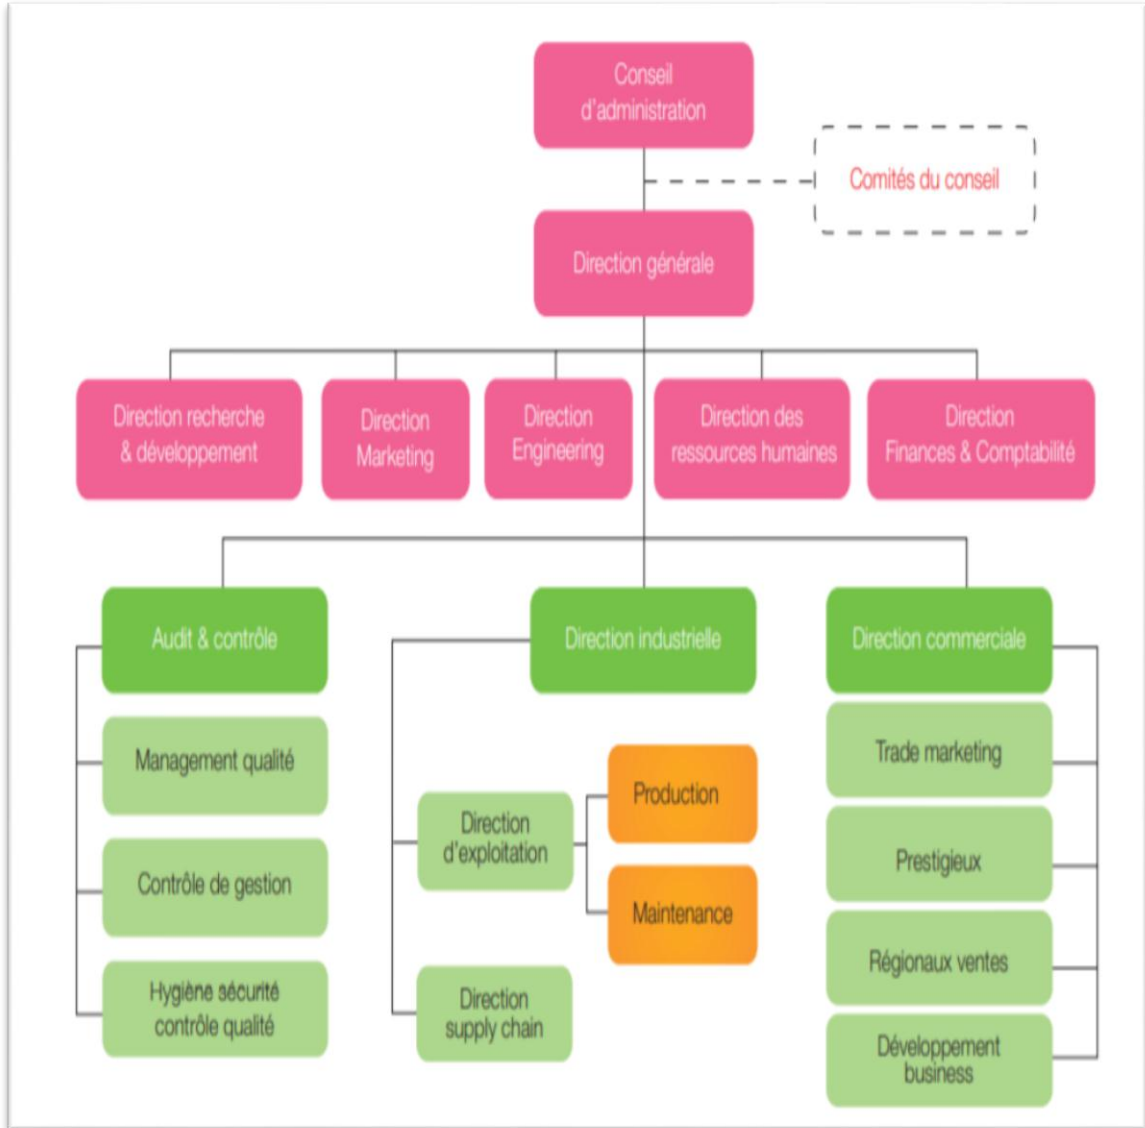 Conseil
d'administration
Comités du conseil
Direction générale
Direction recherche
& développement
Direction
Marketing
Direction
Engineering
Direction des
ressources humaines
Direction
Finances & Comptabilité
Audit & contrôle
Management qualité
Contrôle de gestion
Hygiène sécurité
contrôle qualité
Direction industrielle
Direction
d'exploitation
Production
Maintenance
Direction
supply chain
Direction commerciale
Trade marketing
Prestigieux
Régionaux ventes
Développement
business